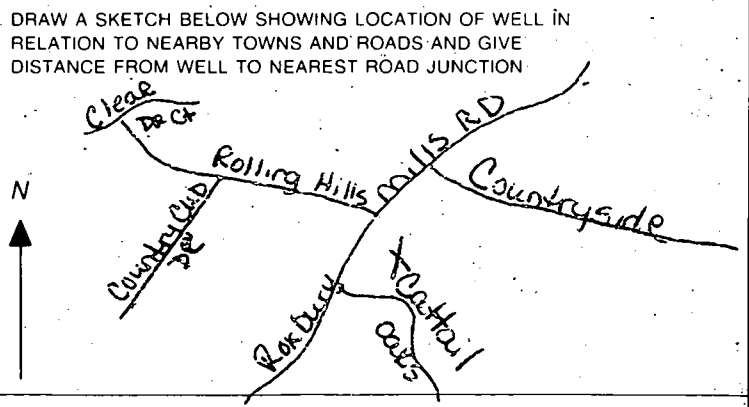 DRAW A SKETCH BELOW SHOWING LOCATION OF WELL IN
RELATION TO NEARBY TOWNS AND ROADS AND GIVE
DISTANCE FROM WELL TO NEAREST ROAD JUNCTION
Clear
DR Ct
Rolling Hills
Mills RD
Countryside
N
Country Club
DR
X
Roxbury
Cattail
Oaks